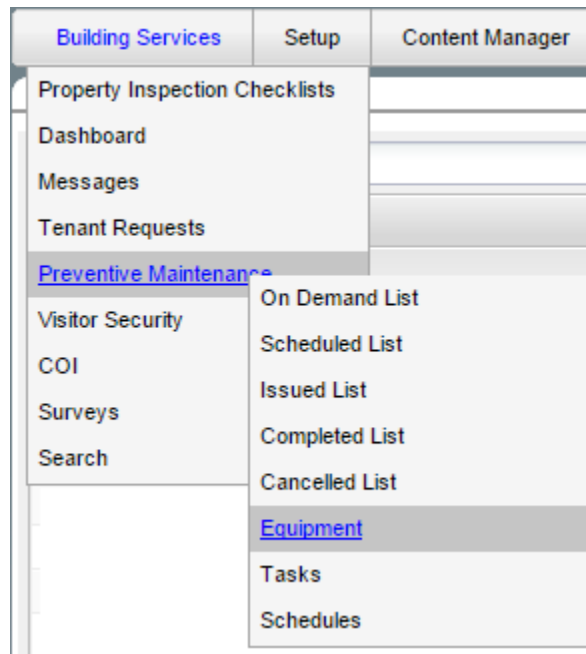 Building Services Setup Content Manager
Property Inspection Checklists
Dashboard
Messages
Tenant Requests
Preventive Maintenance
Visitor Security
COI
Surveys
Search
On Demand List
Scheduled List
Issued List
Completed List
Cancelled List
Equipment
Tasks
Schedules